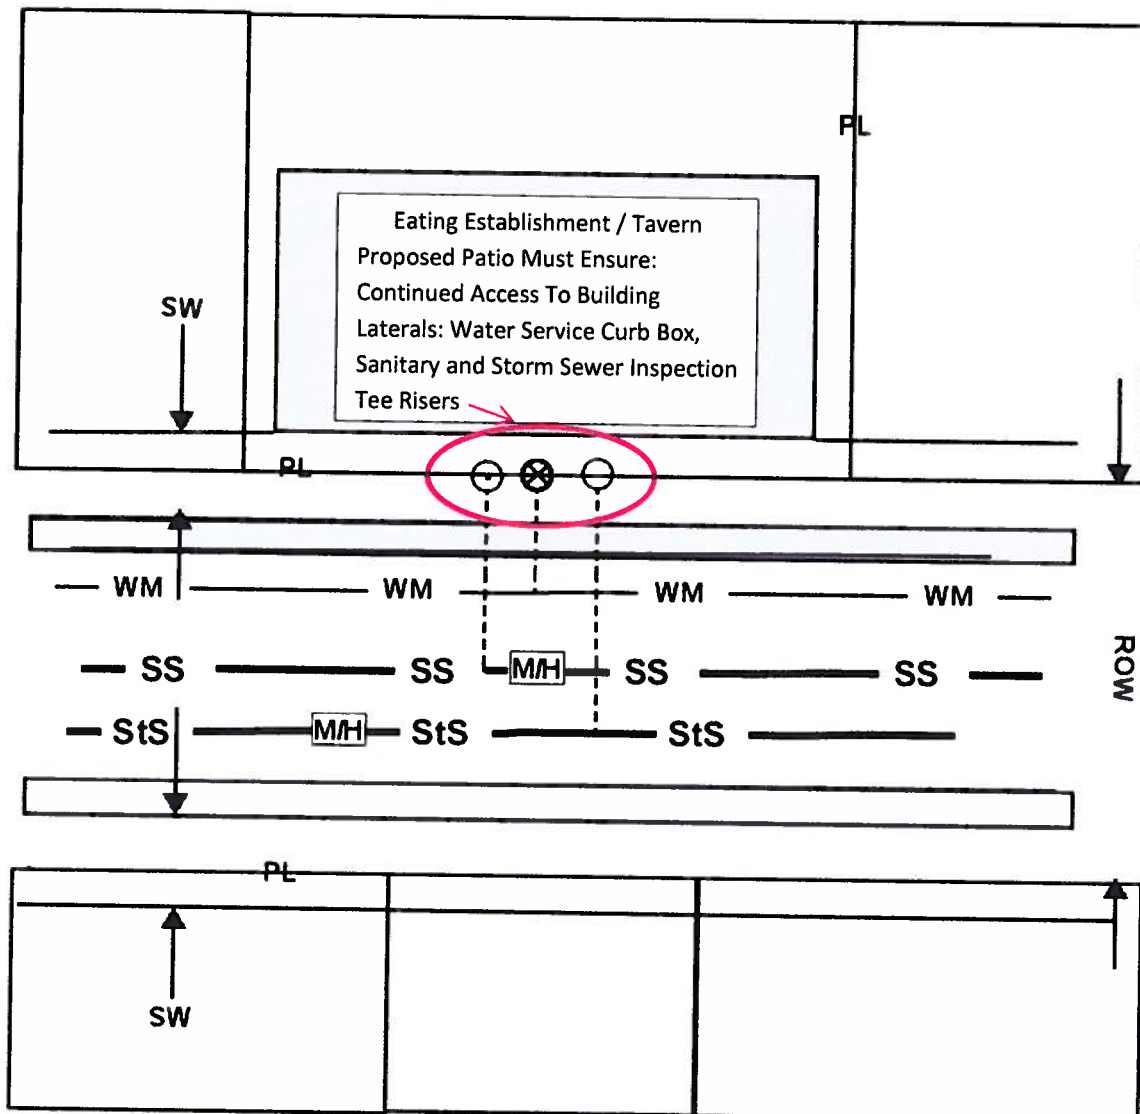 PL
Eating Establishment / Tavern
Proposed Patio Must Ensure:
Continued Access To Building
Laterals: Water Service Curb Box,
Sanitary and Storm Sewer Inspection
Tee Risers
SW
PL
WM WM WM WM
SS SS M/H SS SS
ROW
StS M/H StS StS
PL
SW